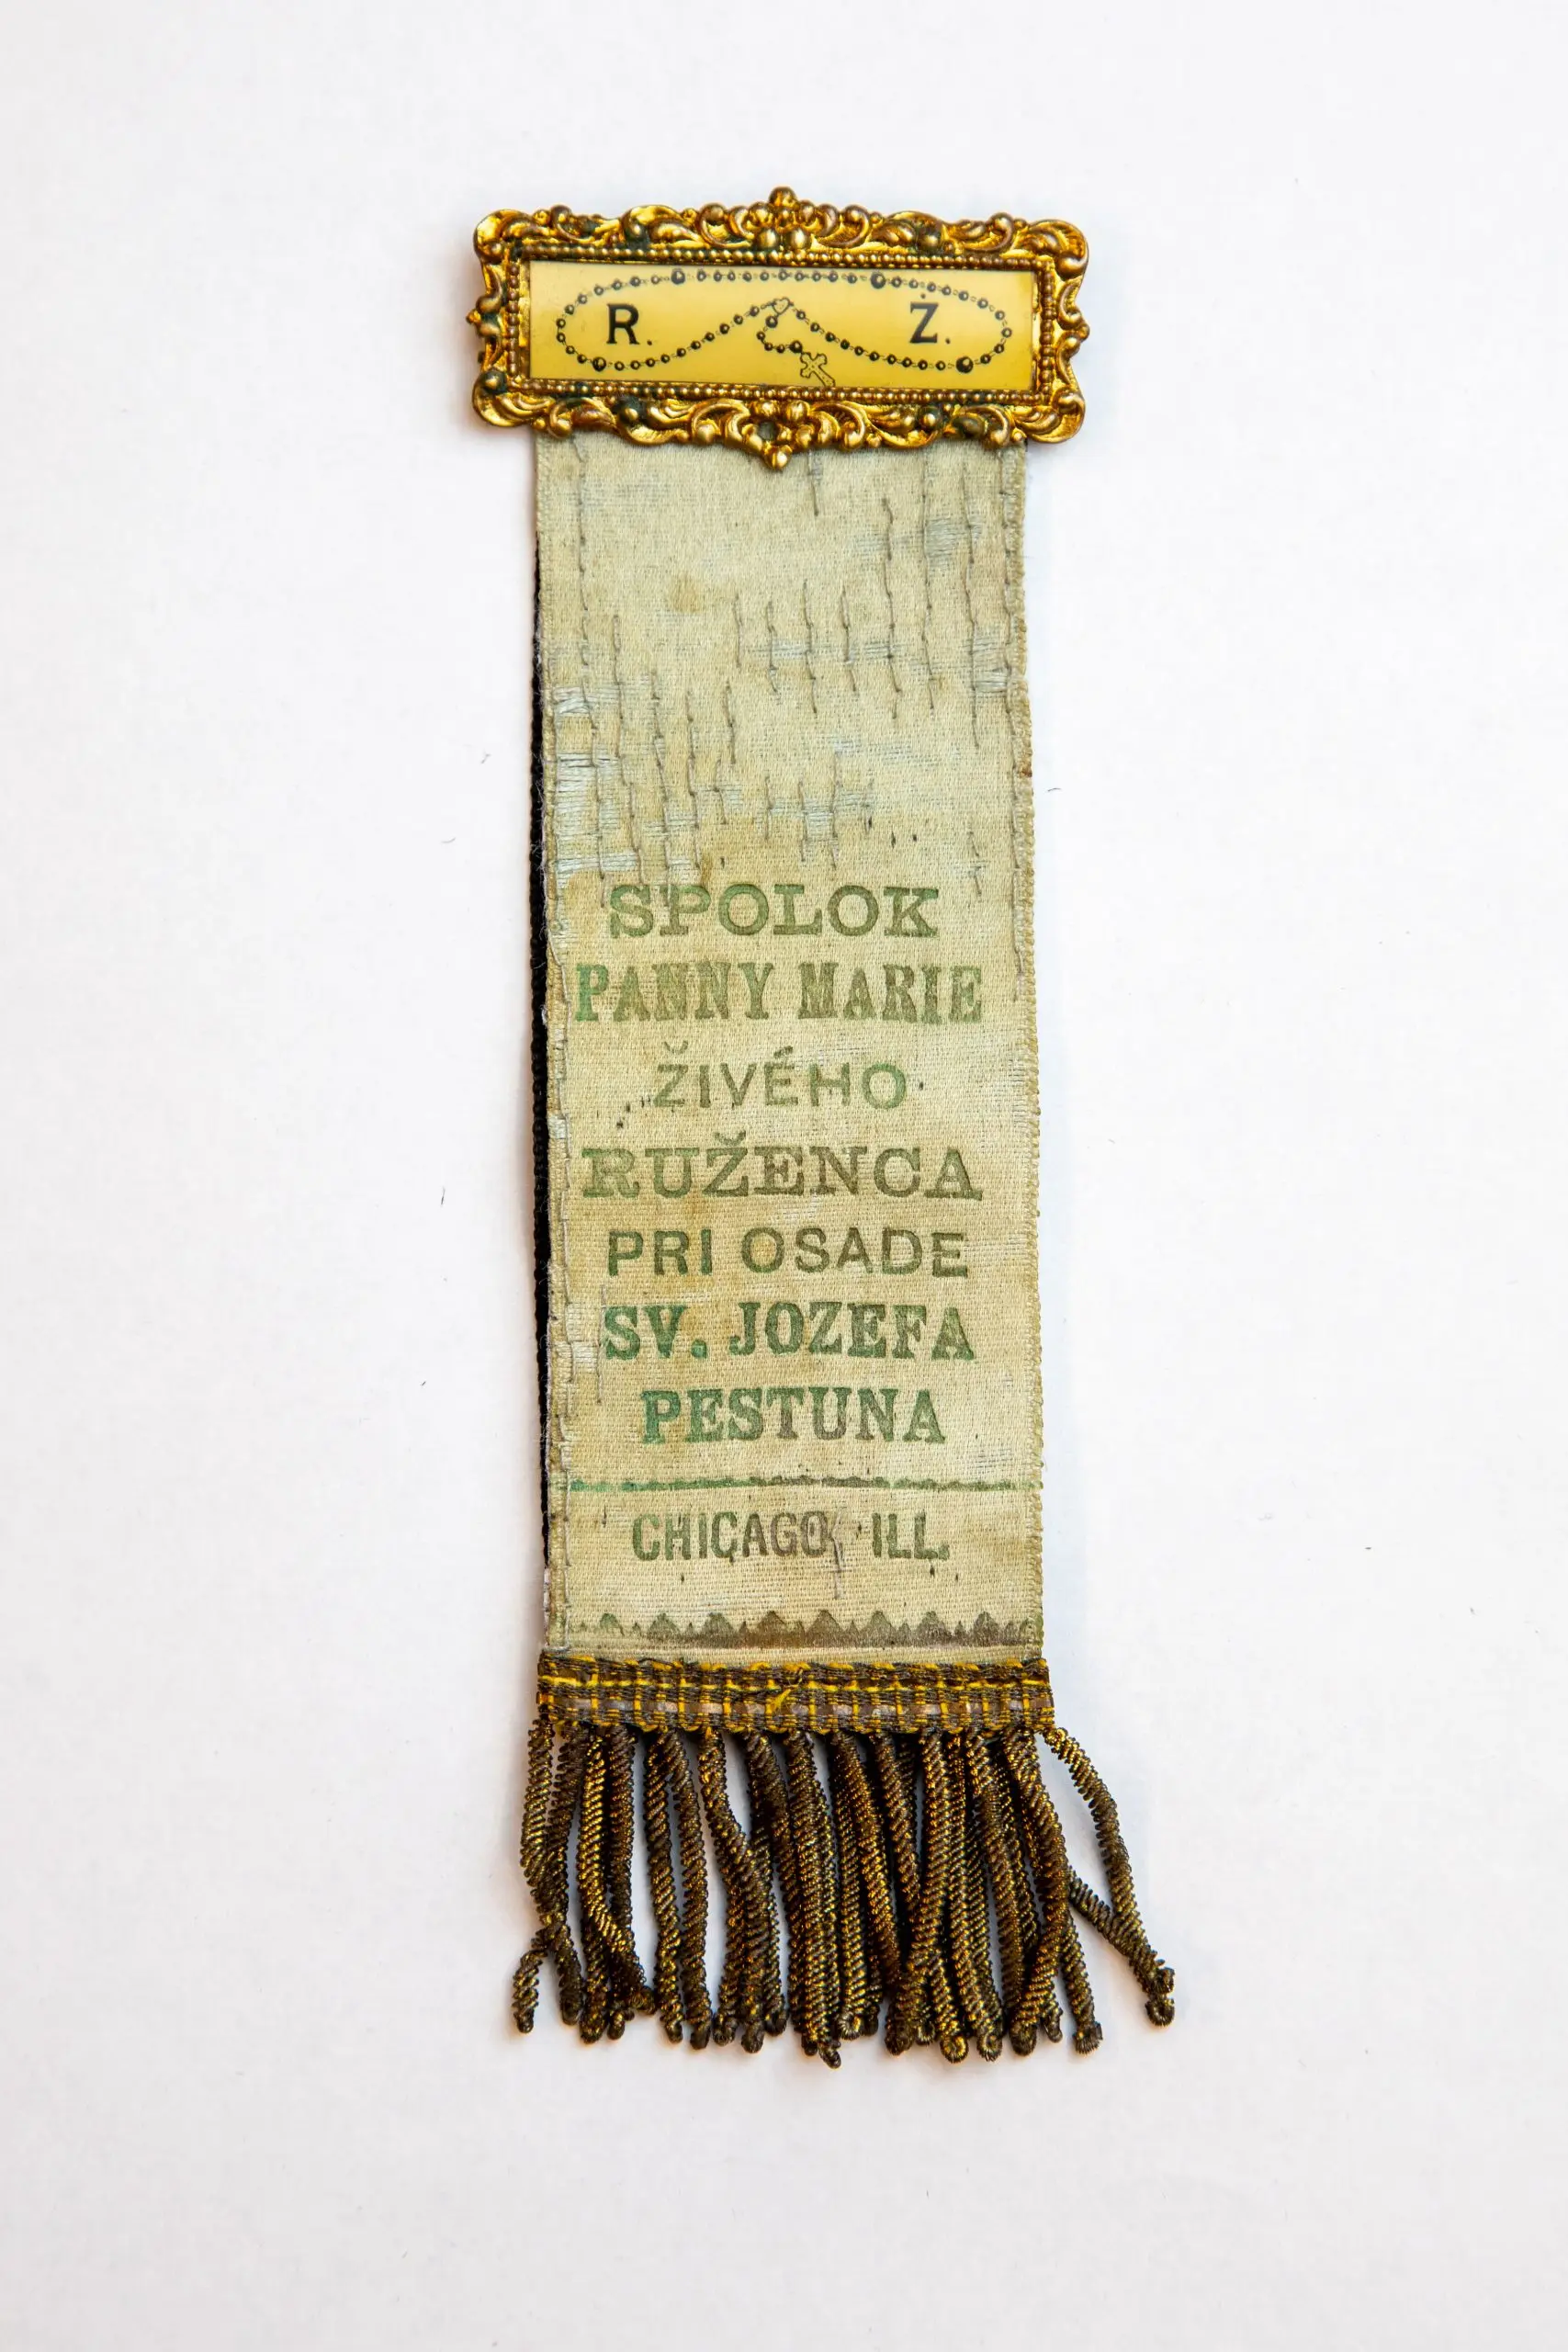 R. Ż.
SPOLOK
PANNY MARIE
ŽIVÉHO
RUŽENCA
PRI OSADE
SV. JOZEFA
PESTUNA
CHICAGO, ILL.